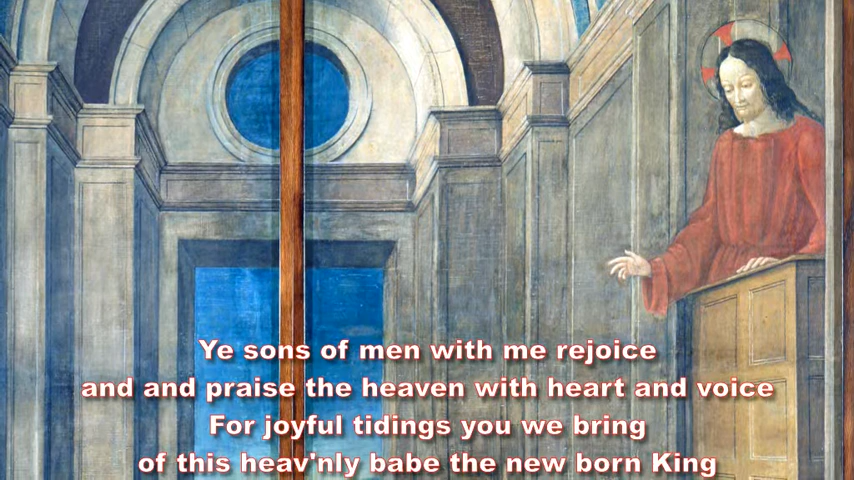 Ye sons of men with me rejoice
and and praise the heaven with heart and voice
For joyful tidings you we bring
of this heav'nly babe the new born King